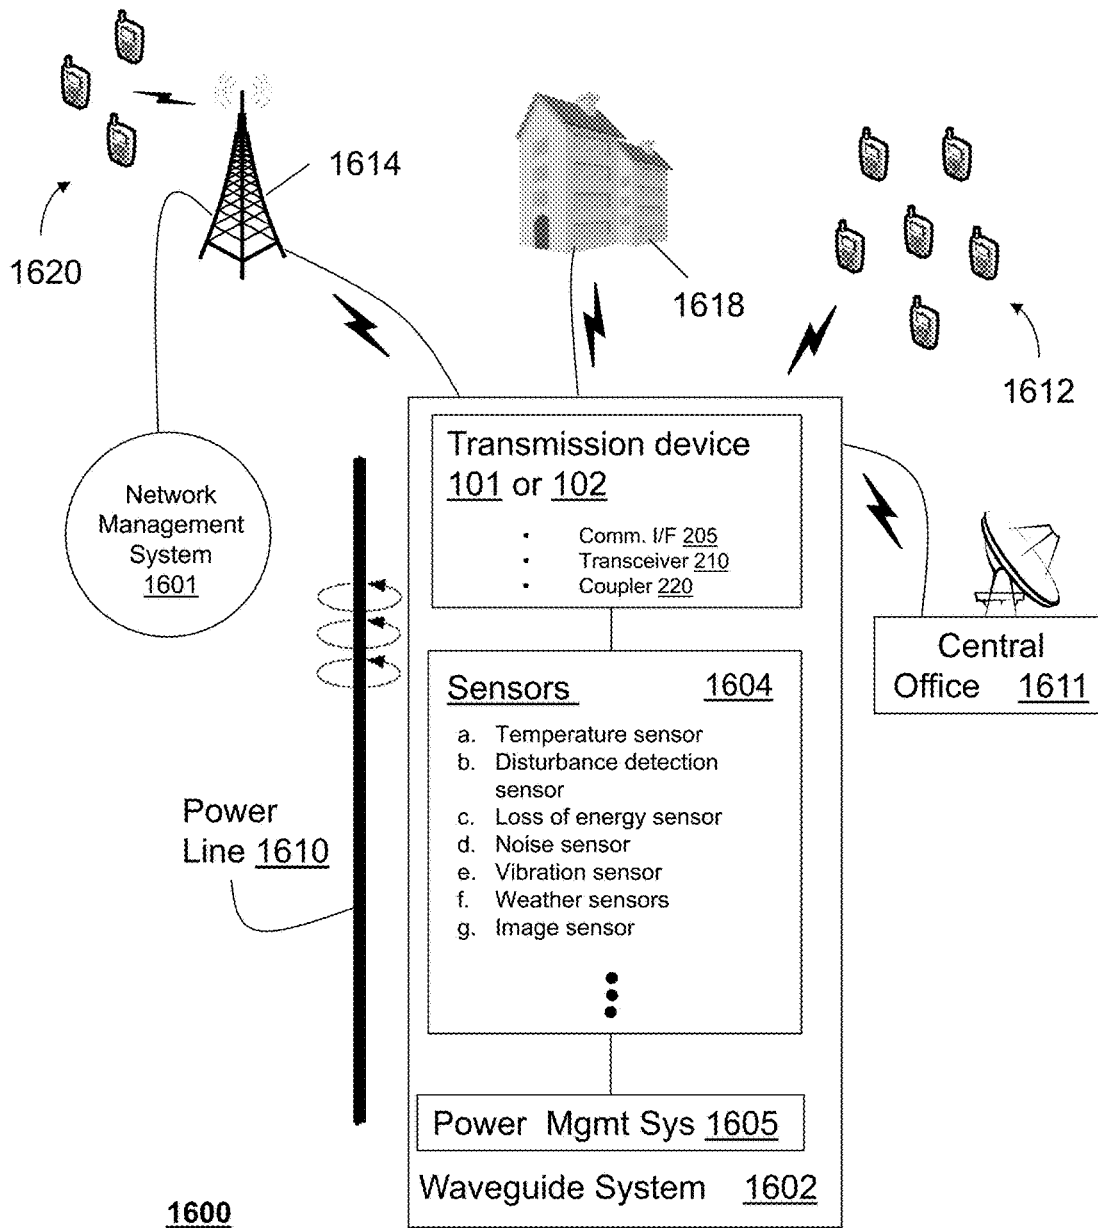 1614
1620
1618
1612
Transmission device
101 or 102
• Comm. I/F 205
• Transceiver 210
• Coupler 220
Network
Management
System
1601
Central
Office 1611
Sensors 1604
a. Temperature sensor
b. Disturbance detection
sensor
c. Loss of energy sensor
d. Noise sensor
e. Vibration sensor
f. Weather sensors
g. Image sensor
Power
Line 1610
Power Mgmt Sys 1605
Waveguide System 1602
1600